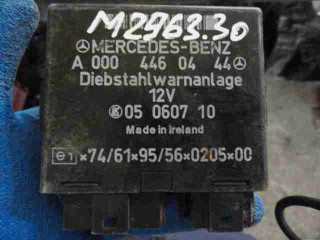 M2963.30
MERCEDES-BENZ
A 000 446 04 44
Diebstahlwarnanlage
12V
05 0607 10
Made in Ireland
e1 *74/61*95/56*0205*00